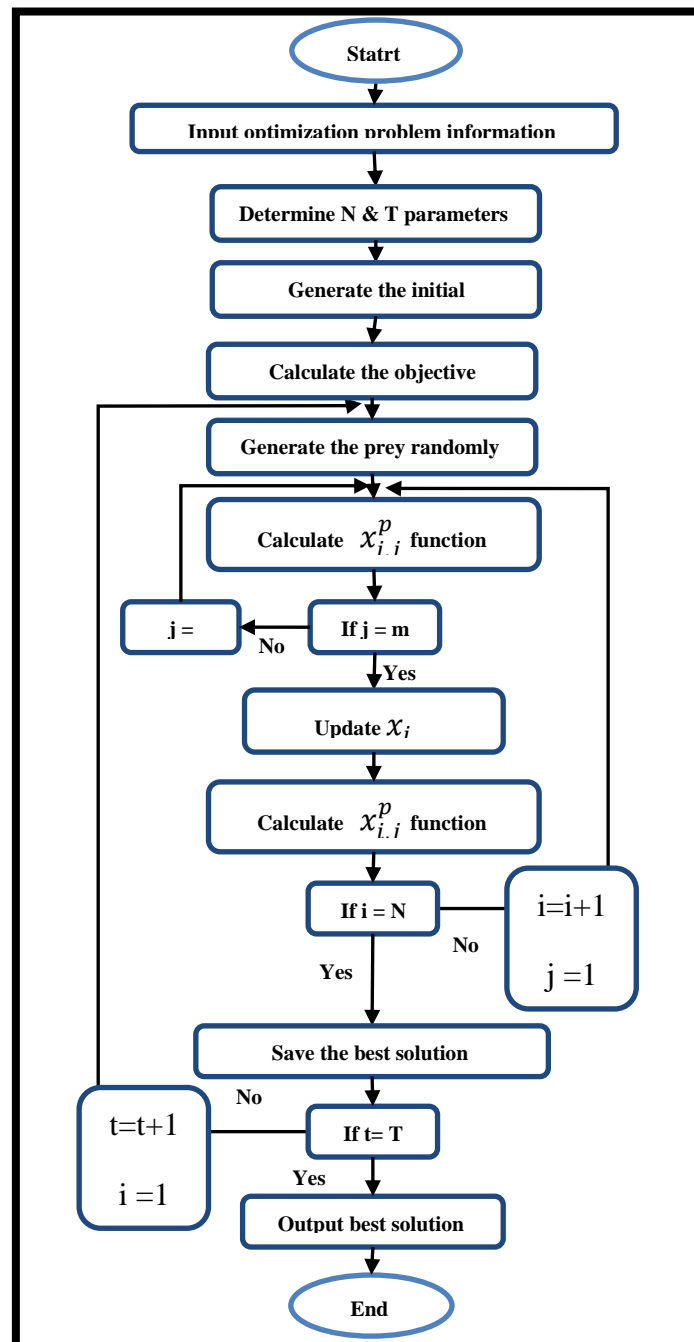 Statrt
Input optimization problem information
Determine N & T parameters
Generate the initial
Calculate the objective
Generate the prey randomly
Calculate $x_{i,j}^{p}$ function
j =
No
If j = m
Yes
Update $x_i$
Calculate $x_{i,j}^{p}$ function
If i = N
No
i=i+1
j =1
Yes
Save the best solution
No
t=t+1
i =1
If t= T
Yes
Output best solution
End